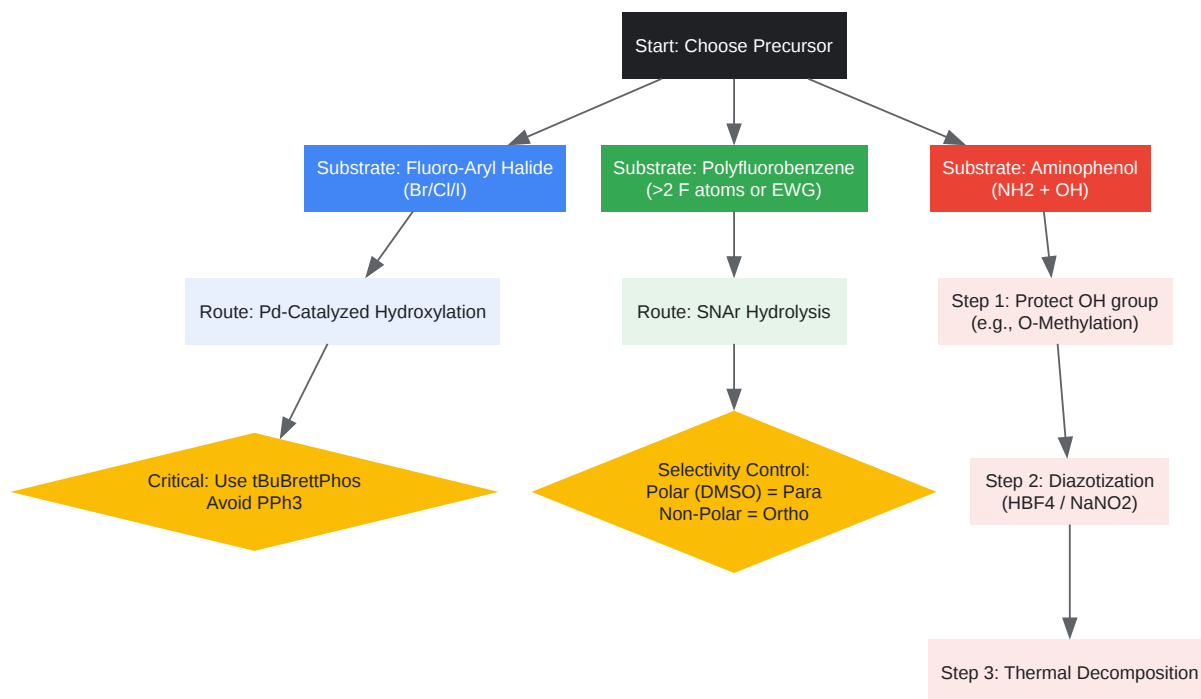 Start: Choose Precursor
Substrate: Fluoro-Aryl Halide
(Br/Cl/I)
Substrate: Polyfluorobenzene
(>2 F atoms or EWG)
Substrate: Aminophenol
(NH2 + OH)
Route: Pd-Catalyzed Hydroxylation
Route: SNAr Hydrolysis
Step 1: Protect OH group
(e.g., O-Methylation)
Critical: Use tBuBrettPhos
Avoid PPh3
Selectivity Control:
Polar (DMSO) = Para
Non-Polar = Ortho
Step 2: Diazotization
(HBF4 / NaNO2)
Step 3: Thermal Decomposition